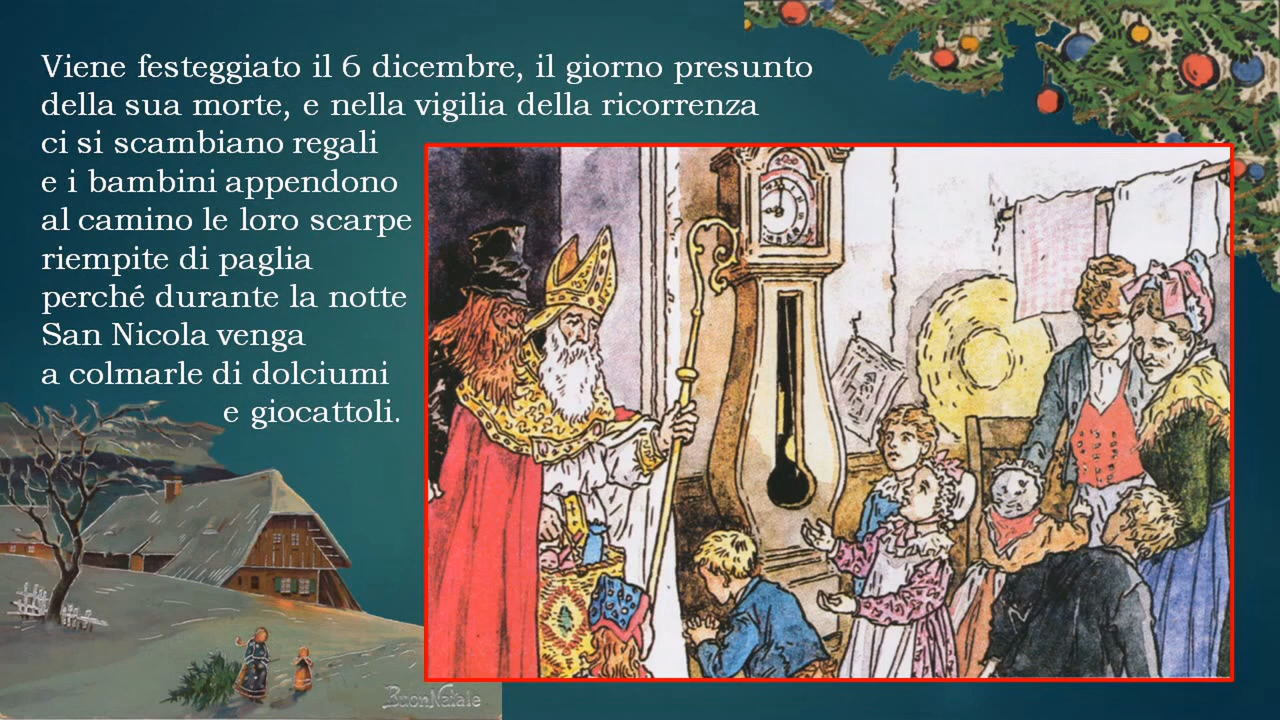 Viene festeggiato il 6 dicembre, il giorno presunto
della sua morte, e nella vigilia della ricorrenza
ci si scambiano regali
e i bambini appendono
al camino le loro scarpe
riempite di paglia
perché durante la notte
San Nicola venga
a colmarle di dolciumi
e giocattoli.
Buon Natale